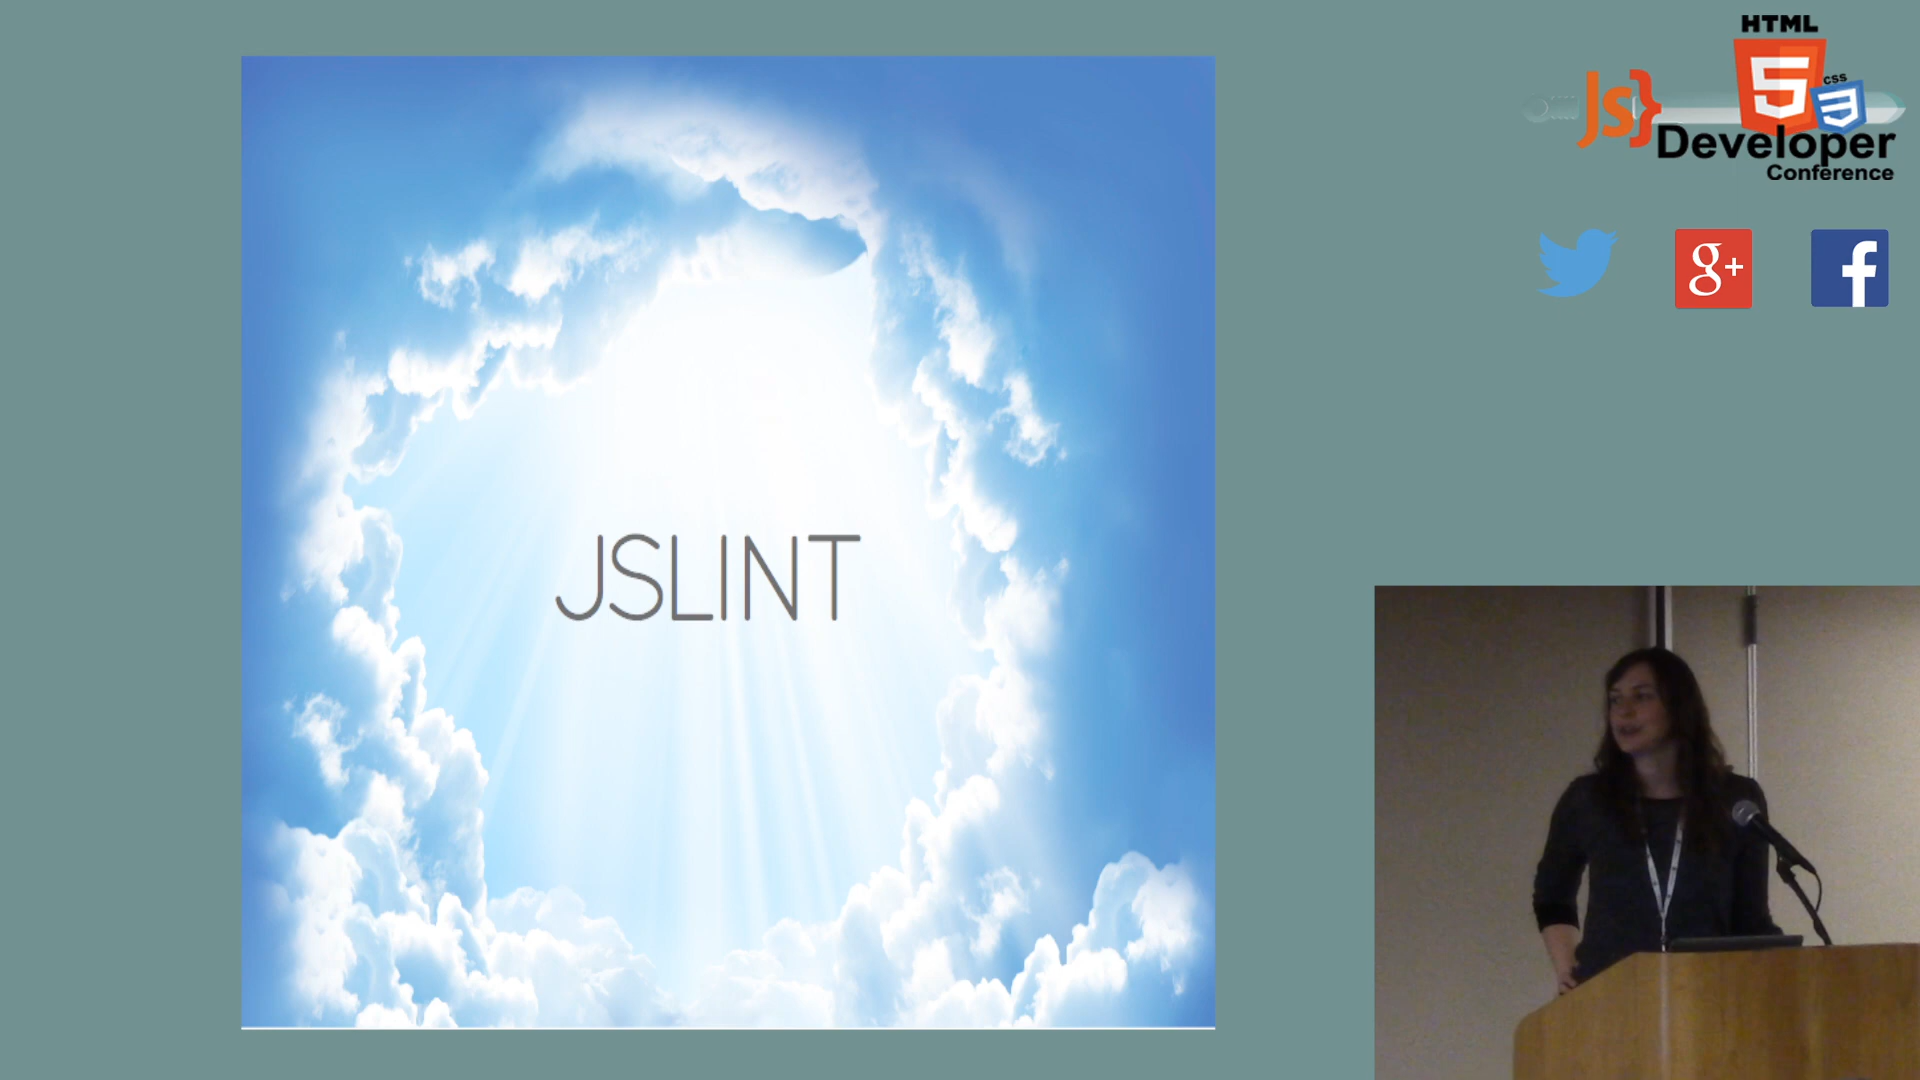 JSLINT
HTML
Js}
5
CSS
3
Developer
Conference
g+
f